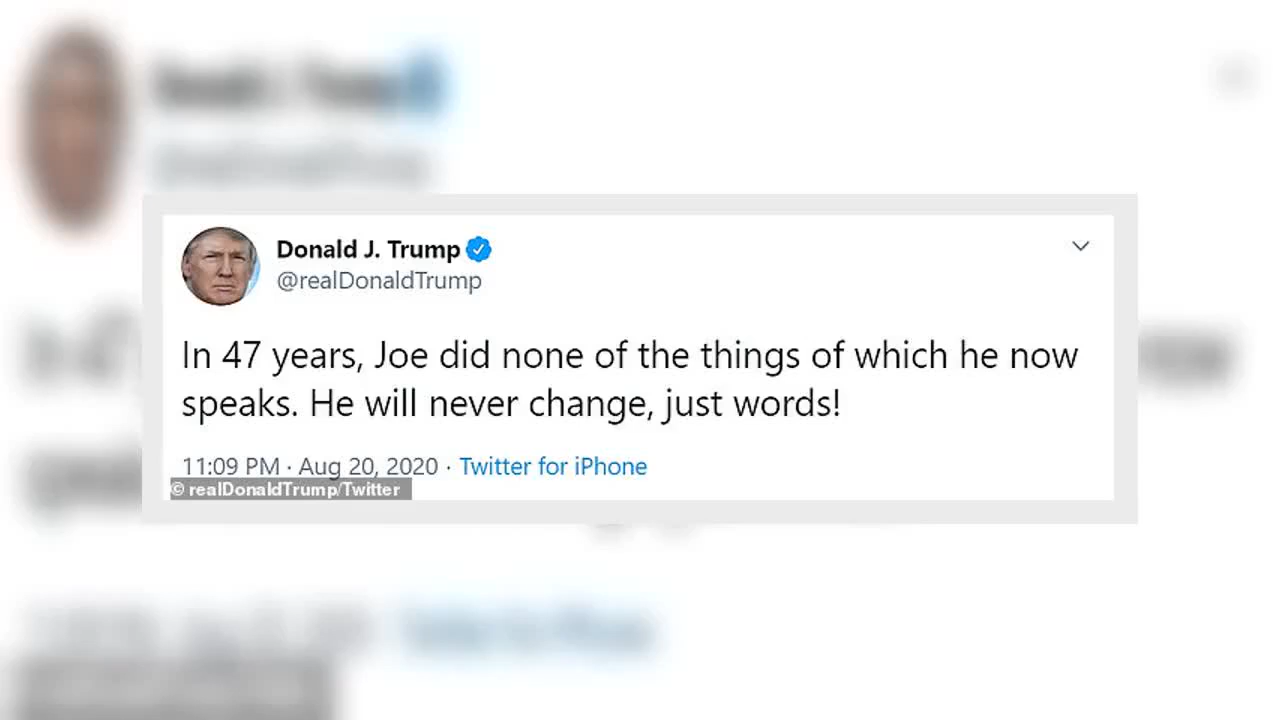 Donald J. Trump
@realDonaldTrump
In 47 years, Joe did none of the things of which he now
speaks. He will never change, just words!
11:09 PM · Aug 20, 2020 · Twitter for iPhone
© realDonaldTrump/Twitter